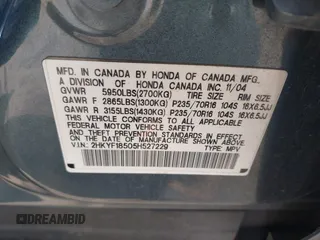 MFD. IN CANADA BY HONDA OF CANADA MFG.
A DIVISION OF HONDA CANADA INC. 11/04
GVWR 5950LBS(2700KG) TIRE SIZE RIM SIZE
GAWR F 2865LBS(1300KG) P235/70R16 104S 16X6.5JJ
GAWR R 3155LBS(1430KG) P235/70R16 104S 16X6.5JJ
THIS VEHICLE CONFORMS TO ALL APPLICABLE
FEDERAL MOTOR VEHICLE SAFETY STANDARDS IN
EFFECT ON THE DATE OF MANUFACTURE SHOWN ABOVE.
V.I.N.: 2HKYF18505H527229 TYPE: MPV
DREAMBID